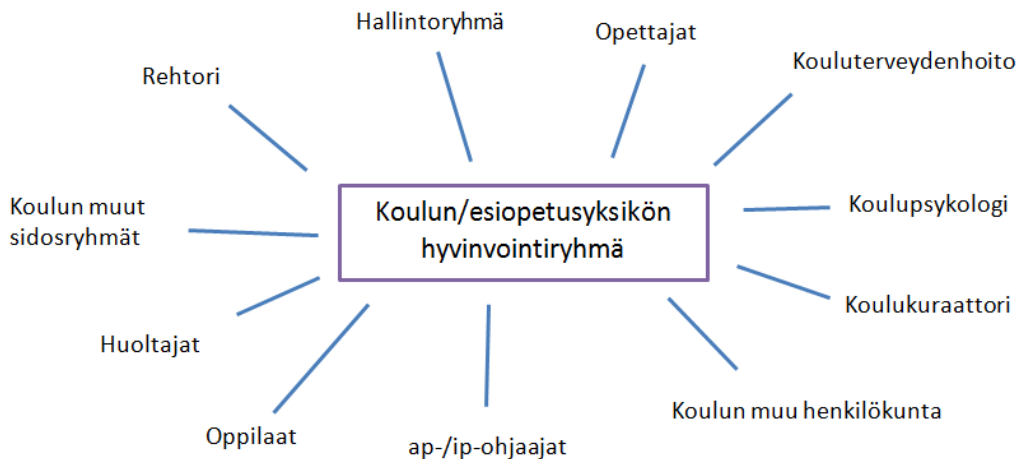 Hallintoryhmä
Opettajat
Kouluterveydenhoito
Rehtori
Koulun muut
sidosryhmät
Koulun/esiopetusyksikön
hyvinvointiryhmä
Koulupsykologi
Koulukuraattori
Huoltajat
Koulun muu henkilökunta
Oppilaat
ap-/ip-ohjaajat